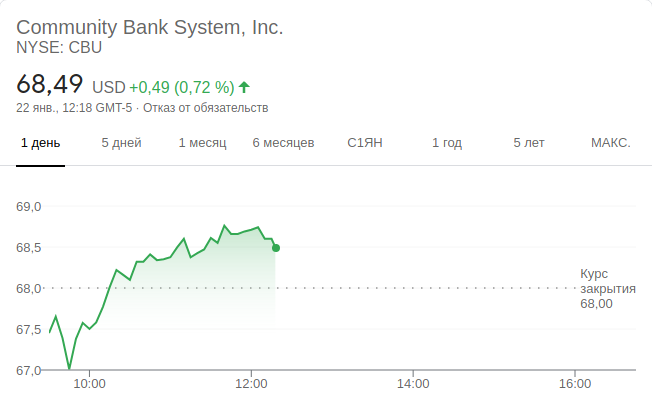 Community Bank System, Inc.
NYSE: CBU
68,49 USD +0,49 (0,72 %)
22 янв., 12:18 GMT-5 · Отказ от обязательств
1 день 5 дней 1 месяц 6 месяцев С1ЯН 1 год 5 лет МАКС.
69,0
68,5
68,0
67,5
67,0
Курс
закрытия
68,00
10:00 12:00 14:00 16:00